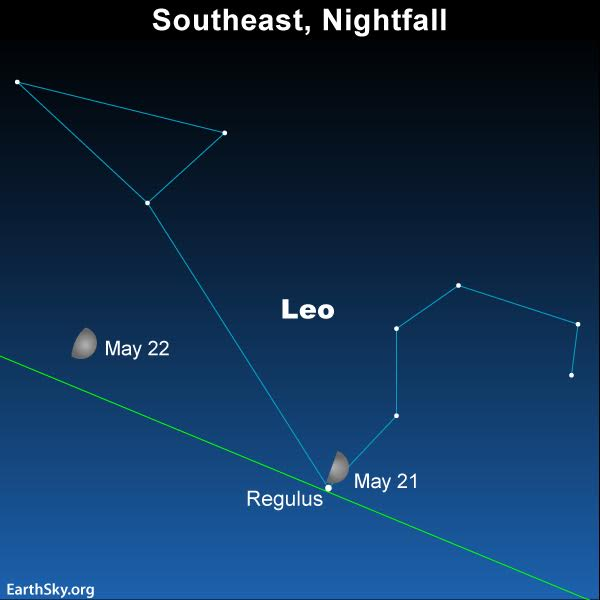 Southeast, Nightfall
Leo
May 22
May 21
Regulus
EarthSky.org